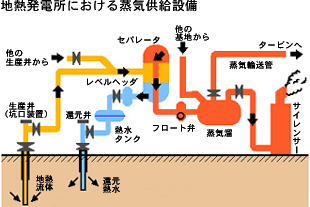 地熱発電所における蒸気供給設備
他の
生産井から
セパレータ
他の
基地から
タービンへ
レベルヘッダ
蒸気輸送管
生産井
(坑口装置)
還元井
熱水
タンク
フロート弁
蒸気溜
サイレンサー
地熱
流体
還元
熱水